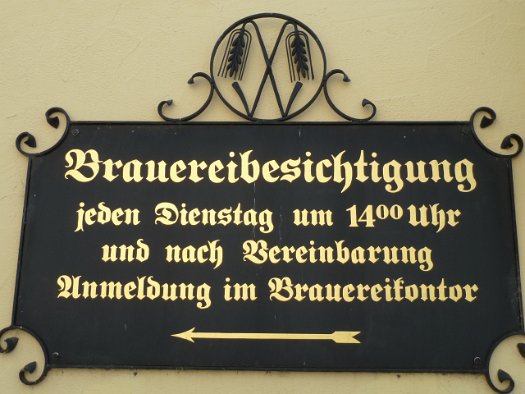 Brauereibesichtigung
jeden Dienstag um 14⁰⁰ Uhr
und nach Vereinbarung
Anmeldung im Brauereikontor